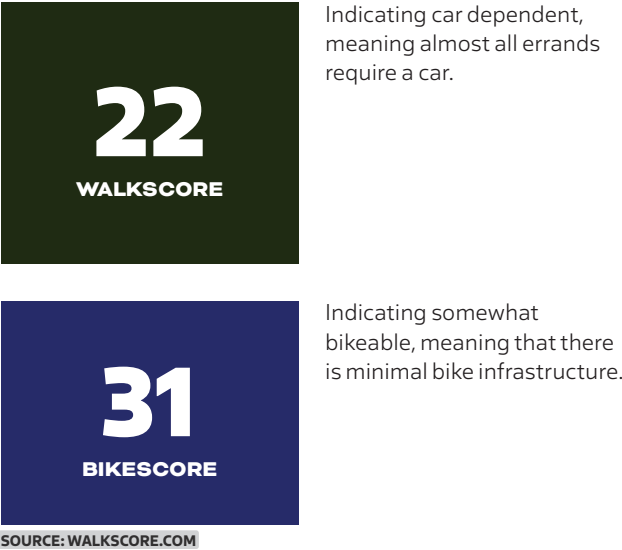 22
WALKSCORE
Indicating car dependent,
meaning almost all errands
require a car.
31
BIKESCORE
Indicating somewhat
bikeable, meaning that there
is minimal bike infrastructure.
SOURCE: WALKSCORE.COM